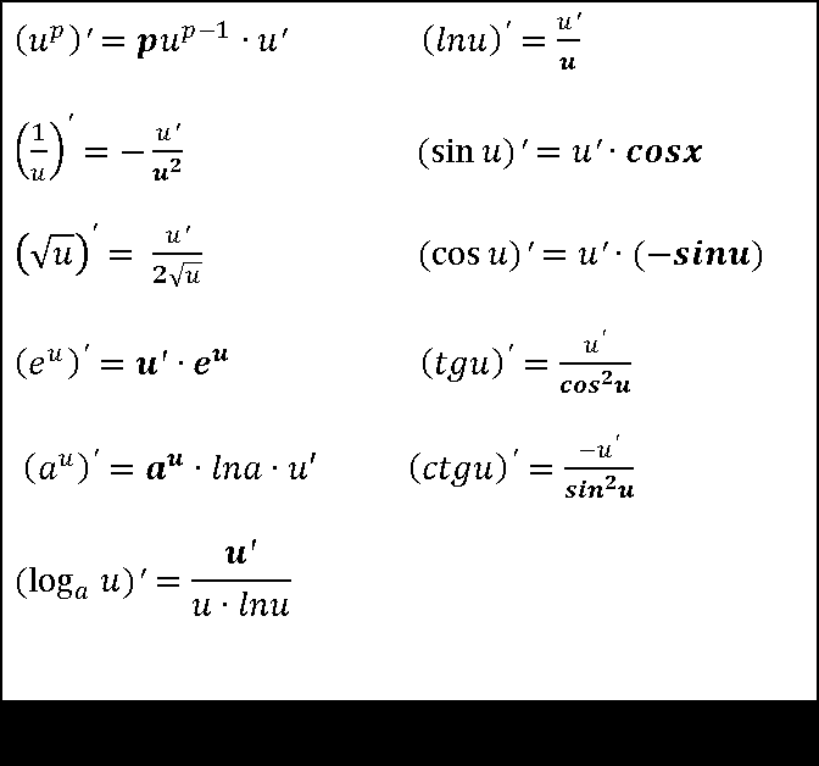 (u^p)′ = pu^{p−1} · u′
(lnu)′ = u′/u
(1/u)′ = − u′/u²
(sin u)′ = u′· cosx
(√u)′ = u′/2√u
(cos u)′ = u′· (−sinu)
(e^u)′ = u′ · e^u
(tgu)′ = u′/cos²u
(a^u)′ = a^u · lna · u′
(ctgu)′ = −u′/sin²u
(log_a u)′ = u′/u · lnu